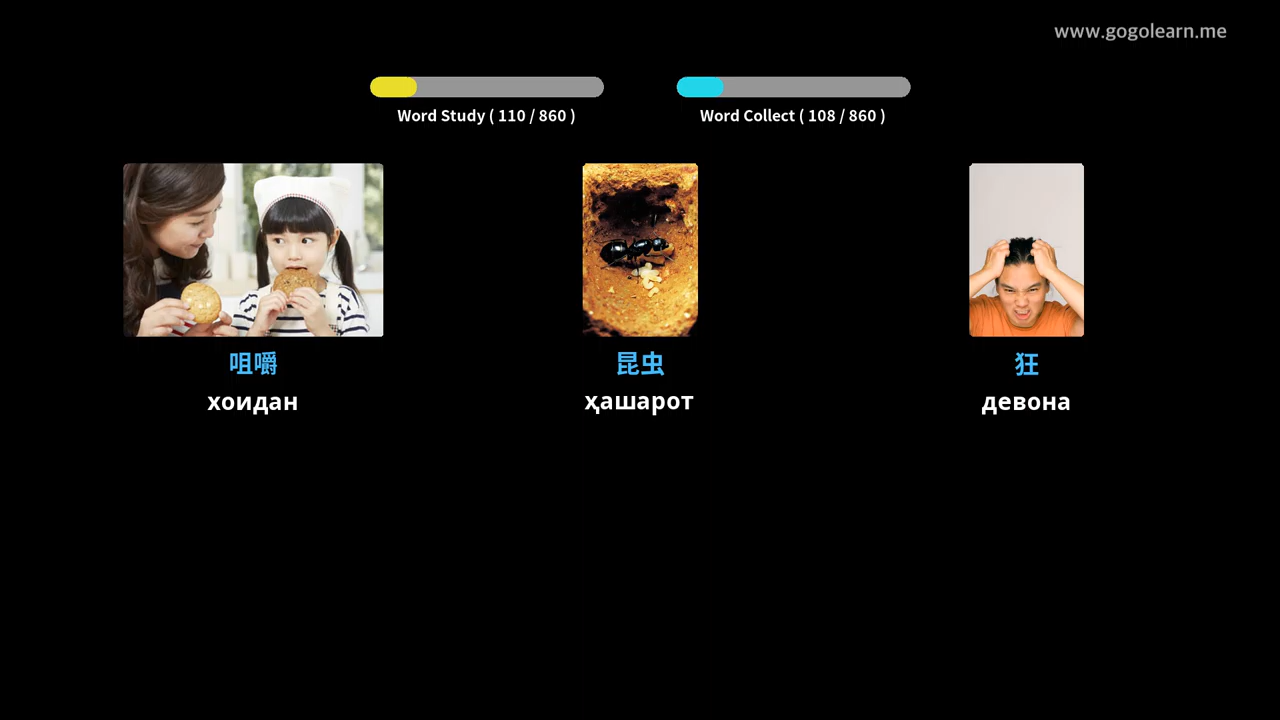 www.gogolearn.me
Word Study ( 110 / 860 )
Word Collect ( 108 / 860 )
咀嚼
хоидан
昆虫
ҳашарот
狂
девона